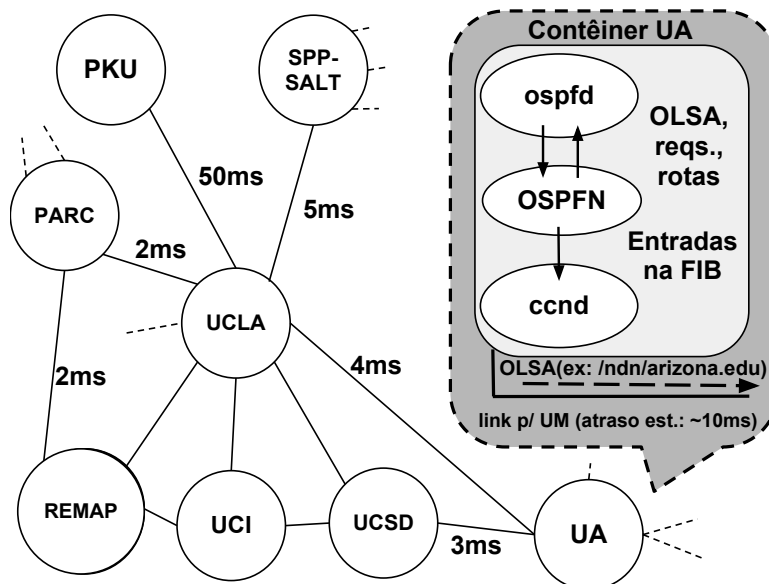 PKU
SPP-
SALT
50ms
5ms
PARC
2ms
UCLA
2ms
4ms
REMAP
UCI
UCSD
3ms
UA
Contêiner UA
ospfd
OLSA,
reqs.,
rotas
OSPFN
Entradas
na FIB
ccnd
OLSA(ex: /ndn/arizona.edu)
link p/ UM (atraso est.: ~10ms)